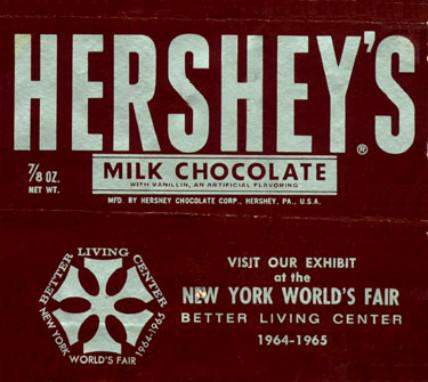 HERSHEY'S®
7/8 OZ.
NET WT.
MILK CHOCOLATE
WITH VANILLIN, AN ARTIFICIAL FLAVORING
MFD. BY HERSHEY CHOCOLATE CORP., HERSHEY, PA., U.S.A.
BETTER LIVING CENTER
NEW YORK WORLD'S FAIR 1964-1965
VISIT OUR EXHIBIT
at the
NEW YORK WORLD'S FAIR
BETTER LIVING CENTER
1964-1965